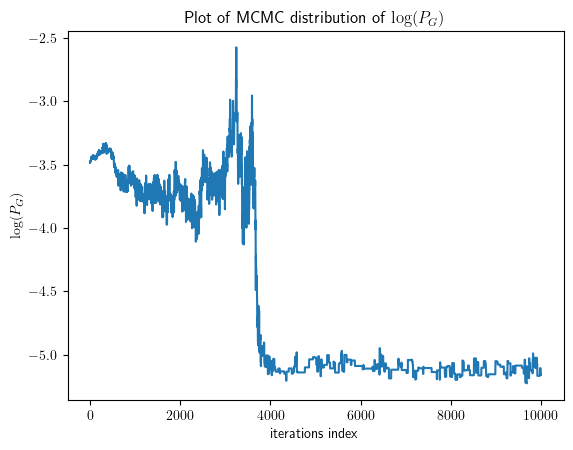 Plot of MCMC distribution of log(P_G)
−2.5
−3.0
−3.5
−4.0
−4.5
−5.0
log(P_G)
0 2000 4000 6000 8000 10000
iterations index